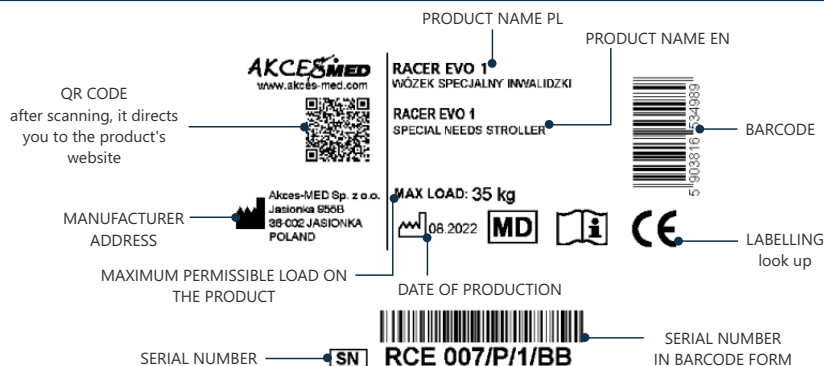 PRODUCT NAME PL
PRODUCT NAME EN
AKCESMED
www.akces-med.com
RACER EVO 1
WÓZEK SPECJALNY INWALIDZKI
RACER EVO 1
SPECIAL NEEDS STROLLER
QR CODE
after scanning, it directs
you to the product's
website
5 903816 534989
BARCODE
MANUFACTURER
ADDRESS
Akces-MED Sp. z o.o.
Jasionka 955B
36-002 JASIONKA
POLAND
MAX LOAD: 35 kg
08.2022
MD
i
CE
LABELLING
look up
MAXIMUM PERMISSIBLE LOAD ON
THE PRODUCT
DATE OF PRODUCTION
SERIAL NUMBER
SN
RCE 007/P/1/BB
SERIAL NUMBER
IN BARCODE FORM